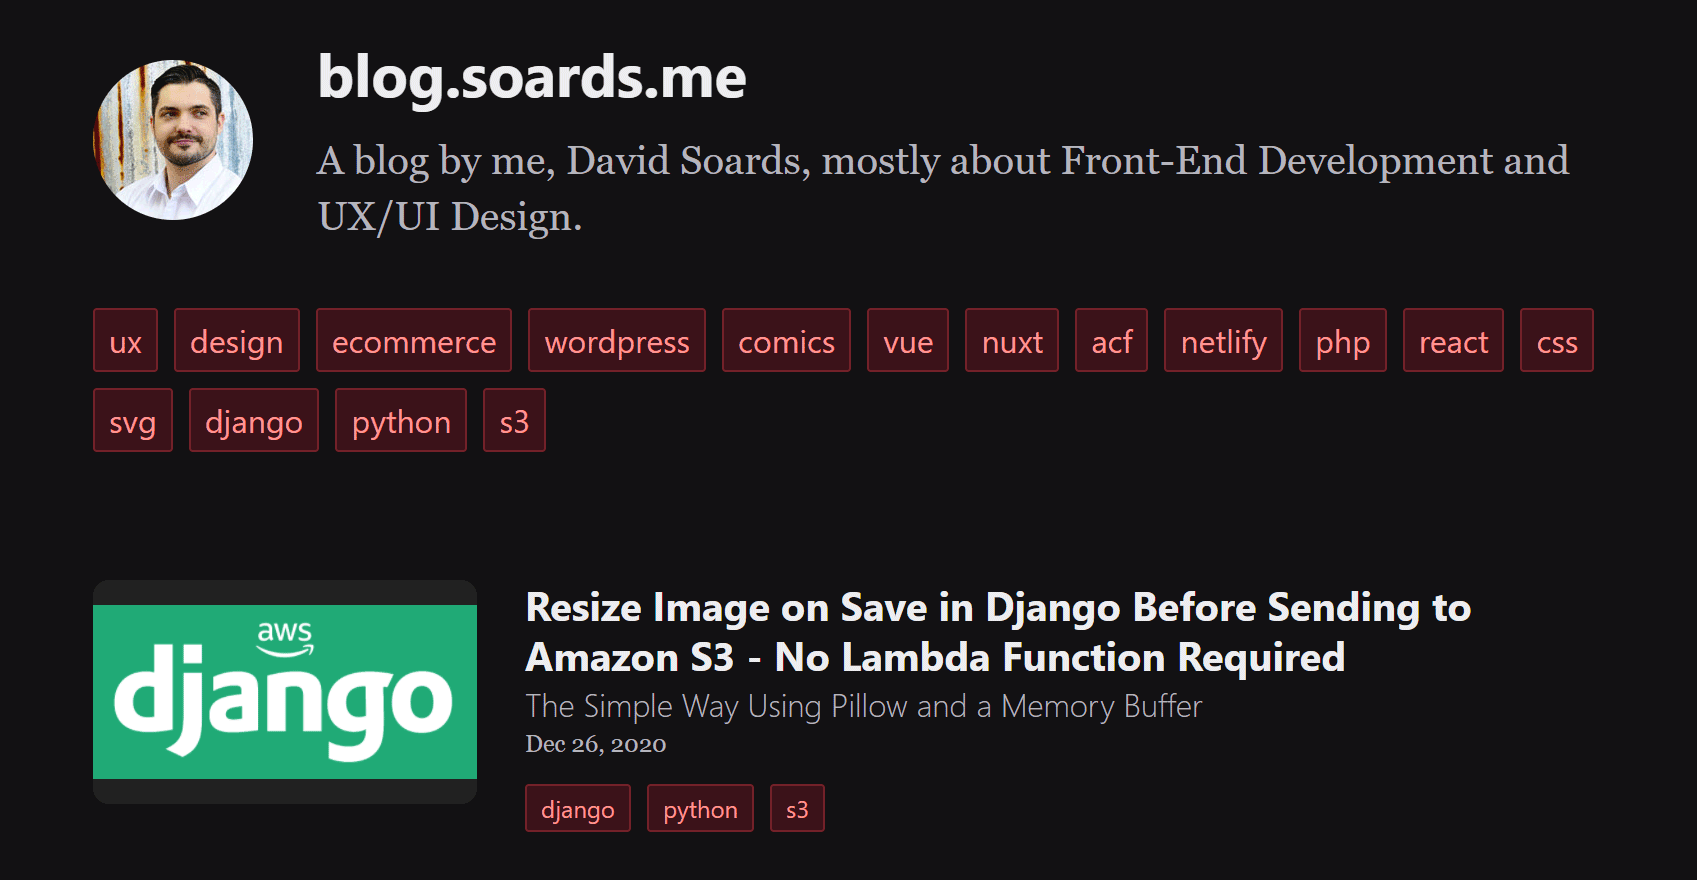 blog.soards.me
A blog by me, David Soards, mostly about Front-End Development and
UX/UI Design.
ux design ecommerce wordpress comics vue nuxt acf netlify php react css
svg django python s3
aws
django
Resize Image on Save in Django Before Sending to
Amazon S3 - No Lambda Function Required
The Simple Way Using Pillow and a Memory Buffer
Dec 26, 2020
django python s3